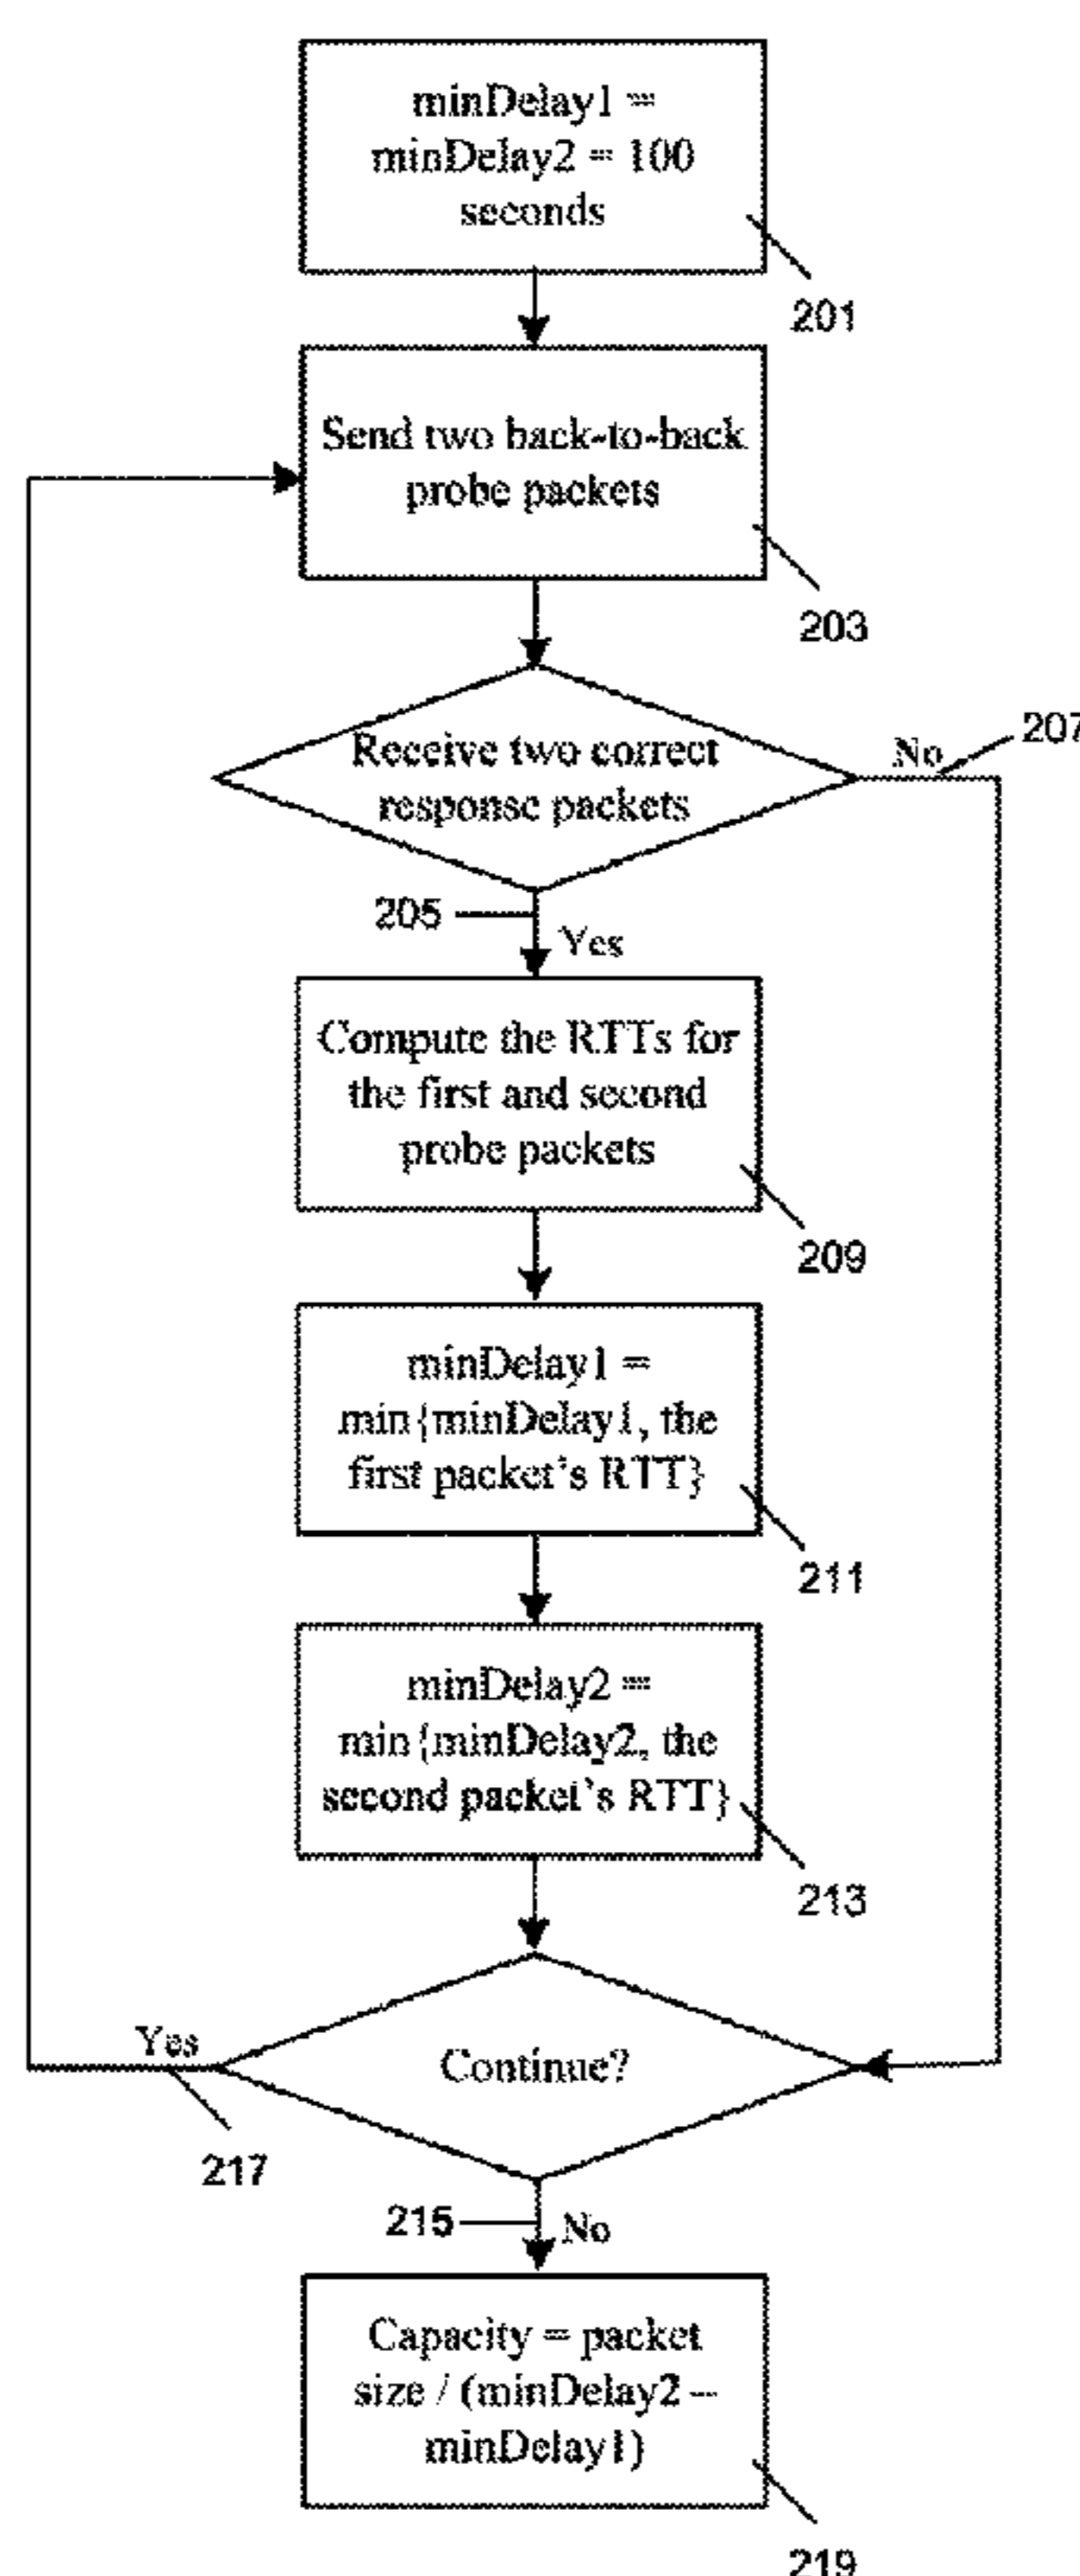 minDelay1 =
minDelay2 = 100
seconds
201
Send two back-to-back
probe packets
203
Receive two correct
response packets
No
207
205
Yes
Compute the RTTs for
the first and second
probe packets
209
minDelay1 =
min{minDelay1, the
first packet's RTT}
211
minDelay2 =
min{minDelay2, the
second packet's RTT}
213
Continue?
Yes
217
215
No
Capacity = packet
size / (minDelay2 –
minDelay1)
219